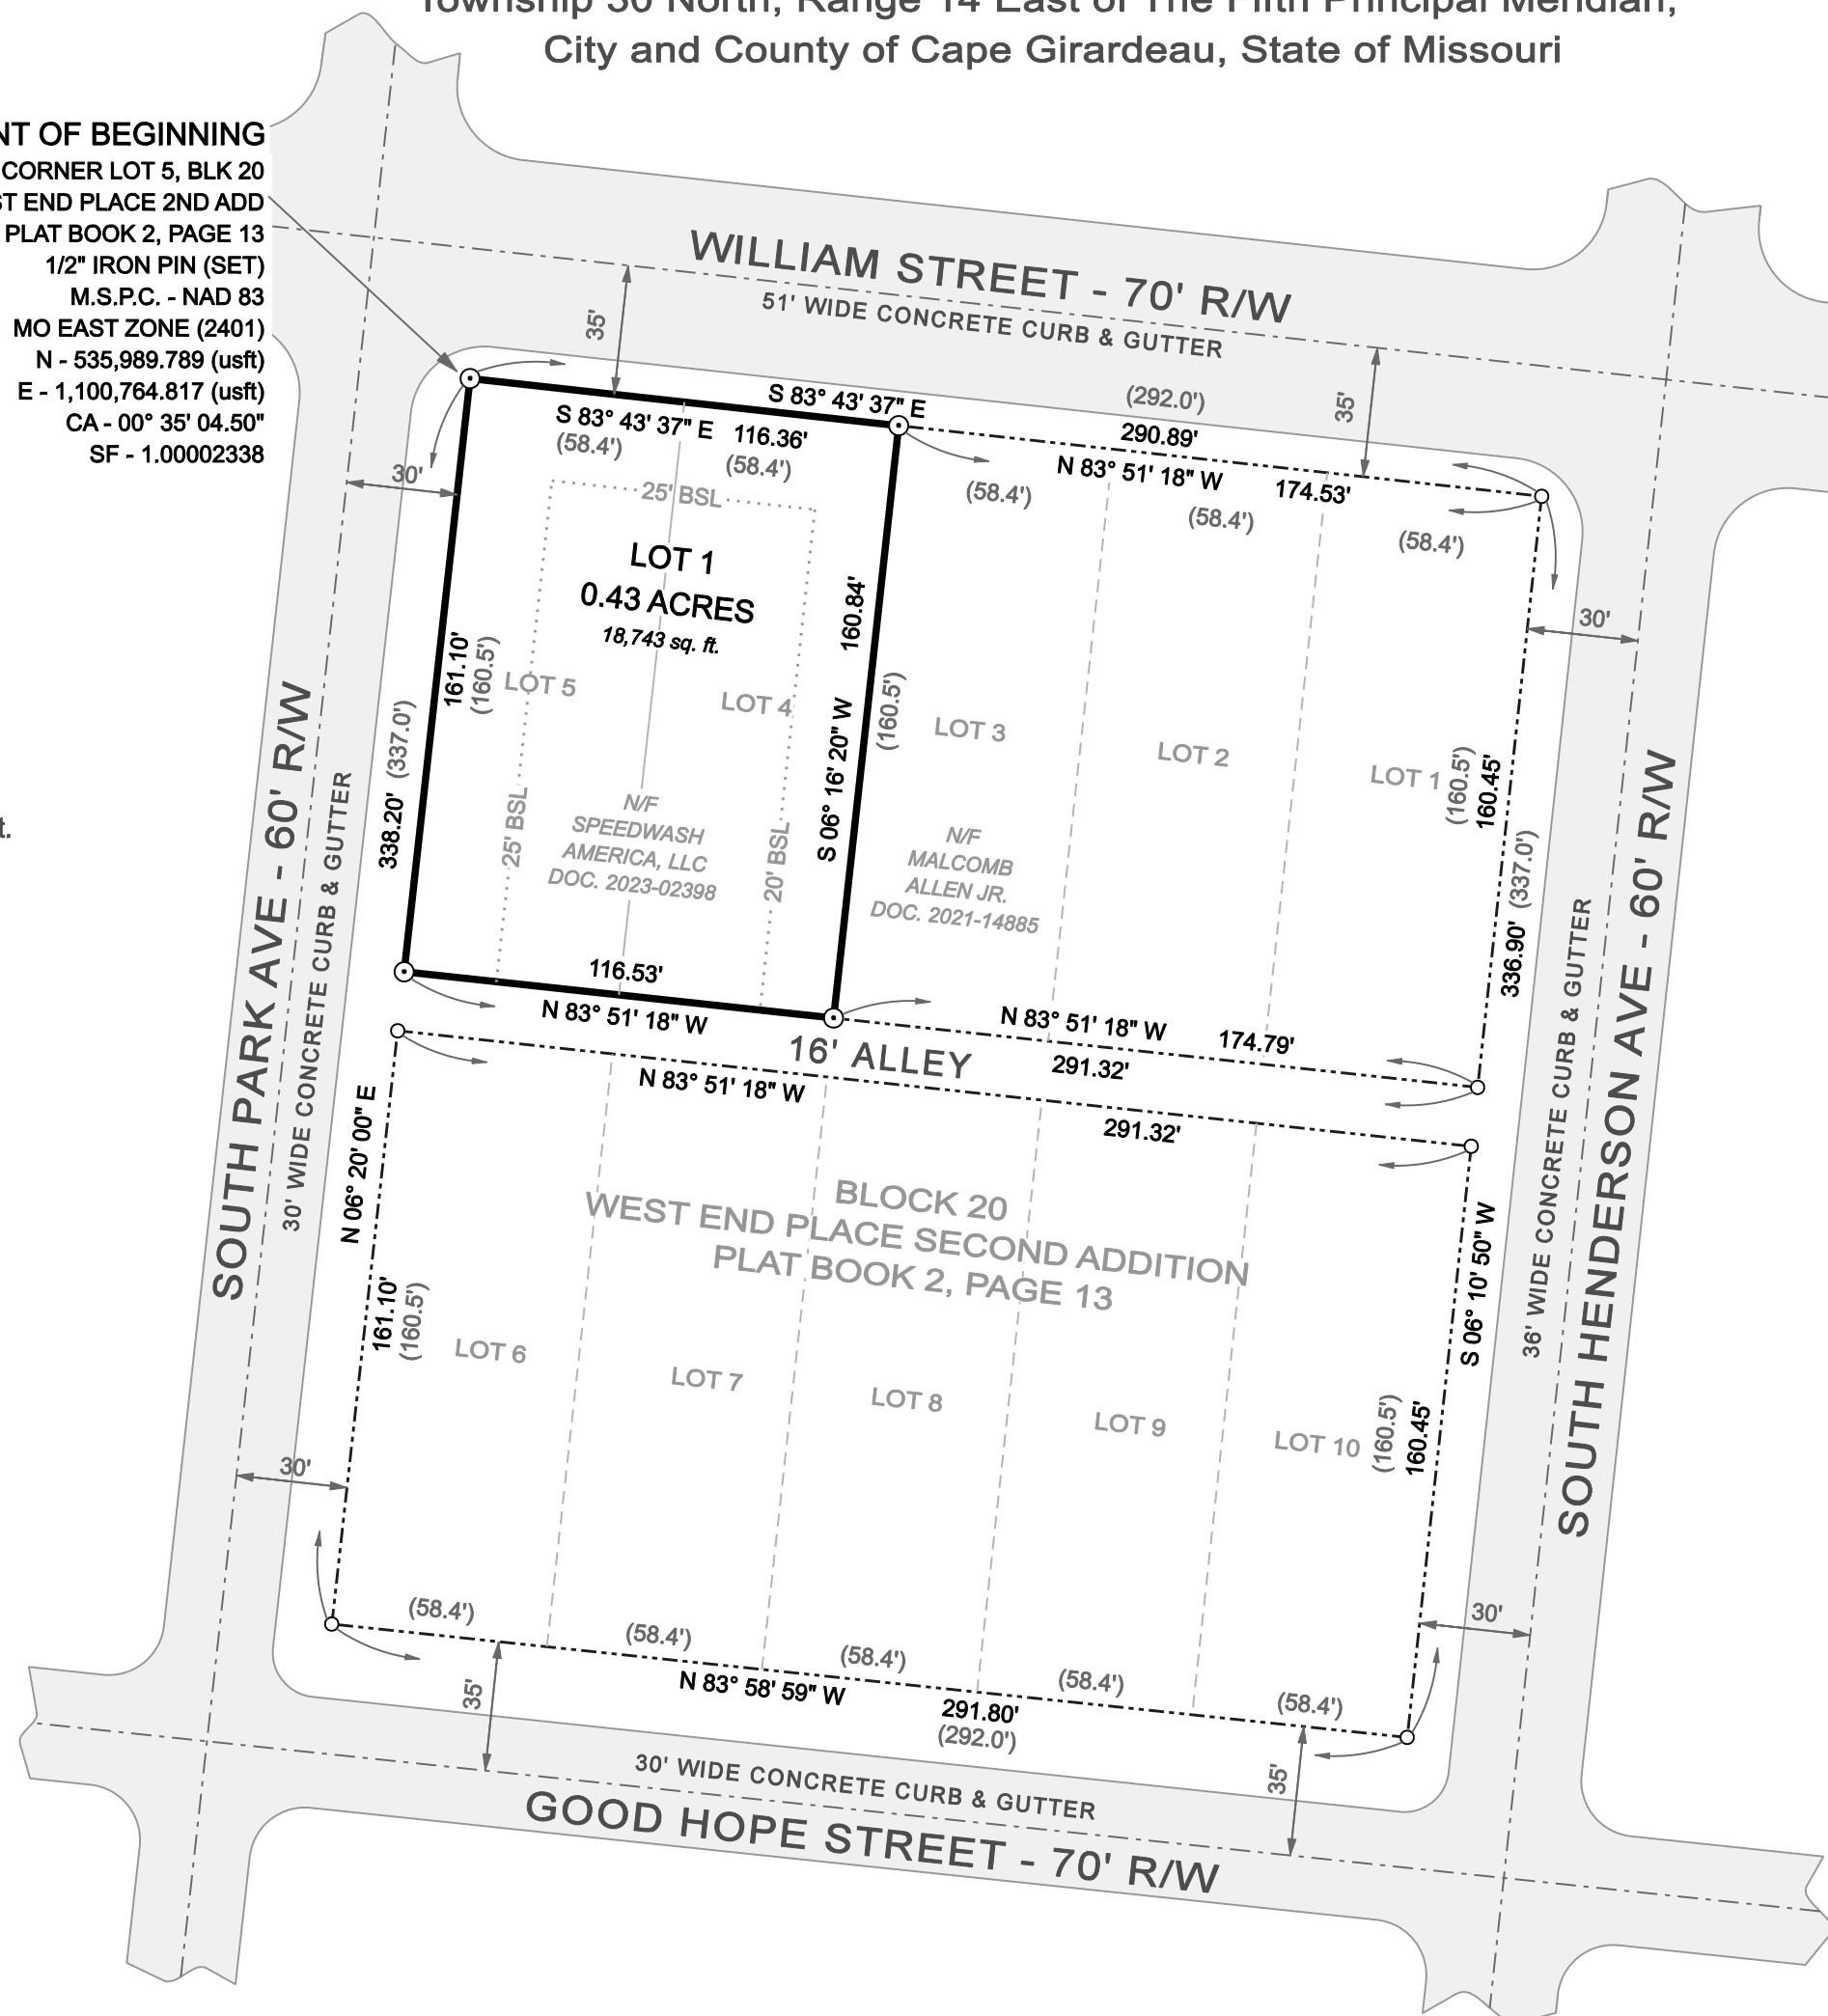 City and County of Cape Girardeau, State of Missouri
OF BEGINNING
CORNER LOT 5, BLK 20
END PLACE 2ND ADD
PLAT BOOK 2, PAGE 13
1/2" IRON PIN (SET)
M.S.P.C. - NAD 83
MO EAST ZONE (2401)
N - 535,989.789 (usft)
E - 1,100,764.817 (usft)
CA - 00° 35' 04.50"
SF - 1.00002338
WILLIAM STREET - 70' R/W
51' WIDE CONCRETE CURB & GUTTER
35'
35'
(292.0')
S 83° 43' 37" E
290.89'
S 83° 43' 37" E 116.36'
(58.4')
(58.4')
N 83° 51' 18" W 174.53'
(58.4')
(58.4')
(58.4')
30'
25' BSL
LOT 1
0.43 ACRES
18,743 sq. ft.
30'
161.10'
(160.5')
160.84'
(160.5')
S 06° 16' 20" W
LOT 5
LOT 4
LOT 3
LOT 2
LOT 1
(160.5')
160.45'
338.20' (337.0')
336.90' (337.0')
25' BSL
20' BSL
N/F
SPEEDWASH
AMERICA, LLC
DOC. 2023-02398
N/F
MALCOMB
ALLEN JR.
DOC. 2021-14885
SOUTH PARK AVE - 60' R/W
30' WIDE CONCRETE CURB & GUTTER
SOUTH HENDERSON AVE - 60' R/W
36' WIDE CONCRETE CURB & GUTTER
116.53'
N 83° 51' 18" W
N 83° 51' 18" W 174.79'
16' ALLEY
291.32'
N 83° 51' 18" W
291.32'
N 06° 20' 00" E
S 06° 10' 50" W
BLOCK 20
WEST END PLACE SECOND ADDITION
PLAT BOOK 2, PAGE 13
161.10'
(160.5')
LOT 6
LOT 7
LOT 8
LOT 9
LOT 10
(160.5')
160.45'
30'
30'
(58.4')
(58.4')
(58.4')
(58.4')
(58.4')
N 83° 58' 59" W
291.80'
(292.0')
35'
35'
30' WIDE CONCRETE CURB & GUTTER
GOOD HOPE STREET - 70' R/W